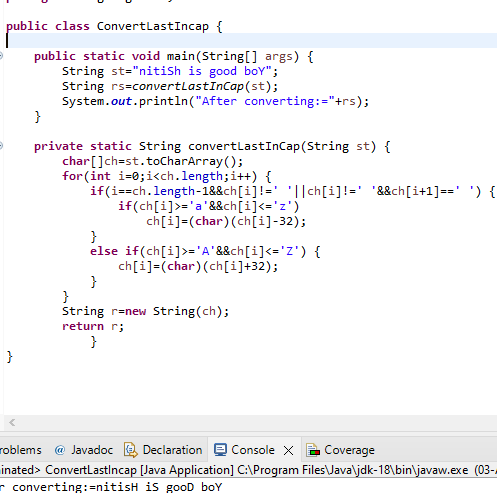 public class ConvertLastIncap {
public static void main(String[] args) {
String st="nitiSh is good boY";
String rs=convertLastInCap(st);
System.out.println("After converting:="+rs);
}
private static String convertLastInCap(String st) {
char[]ch=st.toCharArray();
for(int i=0;i<ch.length;i++) {
if(i==ch.length-1&&ch[i]!=' '||ch[i]!=' '&&ch[i+1]==' ') {
if(ch[i]>='a'&&ch[i]<='z')
ch[i]=(char)(ch[i]-32);
}
else if(ch[i]>='A'&&ch[i]<='Z') {
ch[i]=(char)(ch[i]+32);
}
}
String r=new String(ch);
return r;
}
}
roblems @ Javadoc Declaration Console Coverage
inated> ConvertLastIncap [Java Application] C:\Program Files\Java\jdk-18\bin\javaw.exe (03-A
r converting:=nitisH iS gooD boY